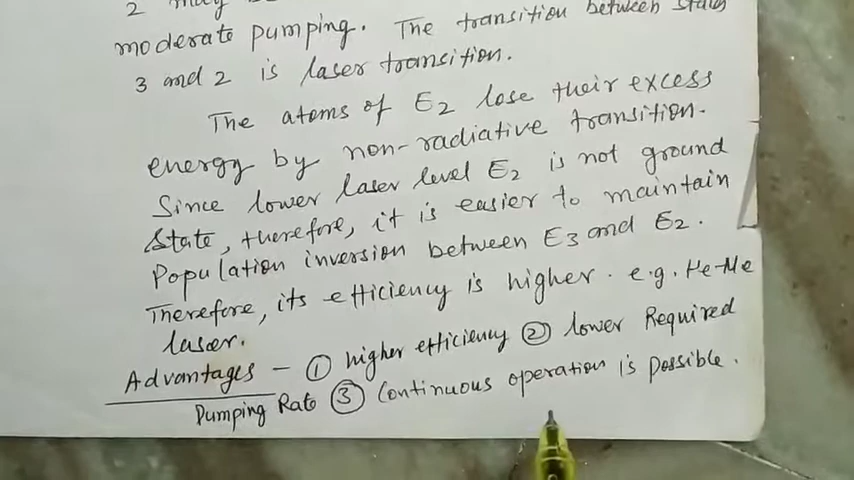 2 may
moderate pumping. The transition between states
3 and 2 is laser transition.
The atoms of E2 lose their excess
energy by non-radiative transition.
Since lower laser level E2 is not ground
state, therefore, it is easier to maintain
Population inversion between E3 and E2.
Therefore, its efficiency is higher. e.g. He-Ne
laser.
Advantages - ① higher efficiency ② lower Required
Pumping Rate ③ Continuous operation is possible.